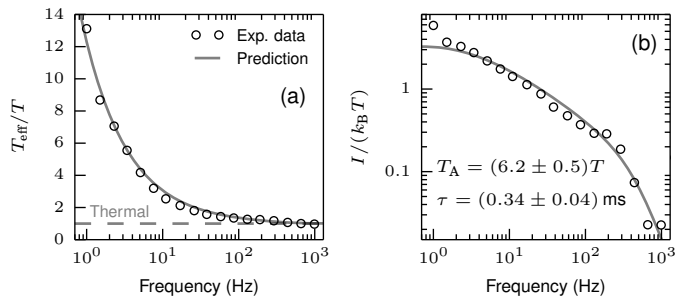 14
12
10
8
6
4
2
0
T_eff/T
Exp. data
Prediction
(a)
Thermal
10^0
10^1
10^2
10^3
Frequency (Hz)
(b)
1
0.1
I/(k_B T)
T_A = (6.2 ± 0.5)T
τ = (0.34 ± 0.04) ms
10^0
10^1
10^2
10^3
Frequency (Hz)